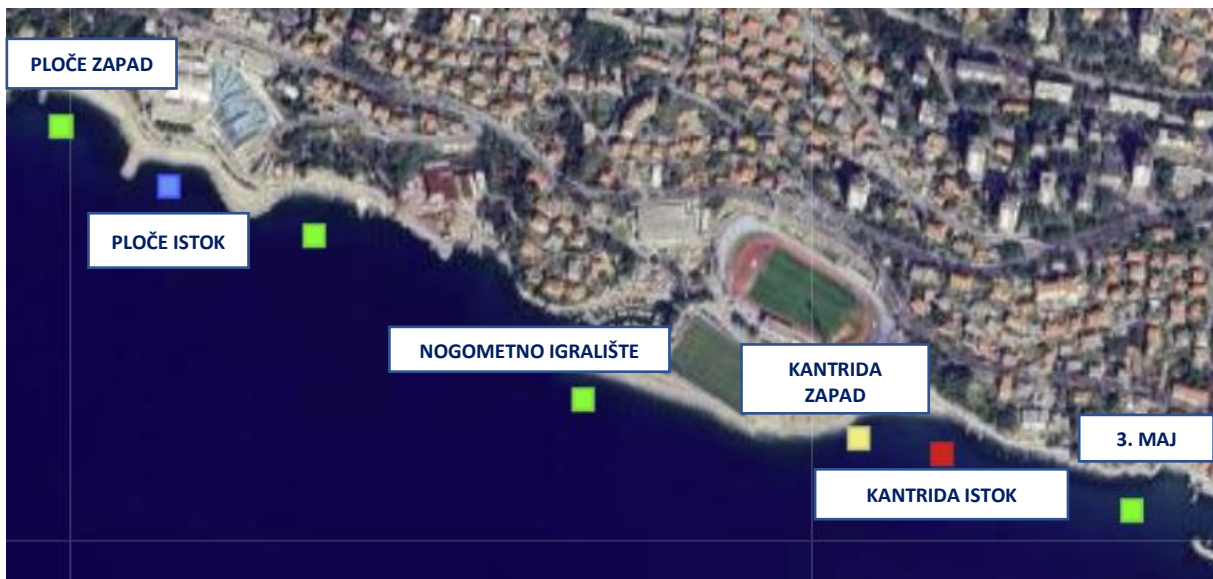 PLOČE ZAPAD
PLOČE ISTOK
NOGOMETNO IGRALIŠTE
KANTRIDA
ZAPAD
3. MAJ
KANTRIDA ISTOK